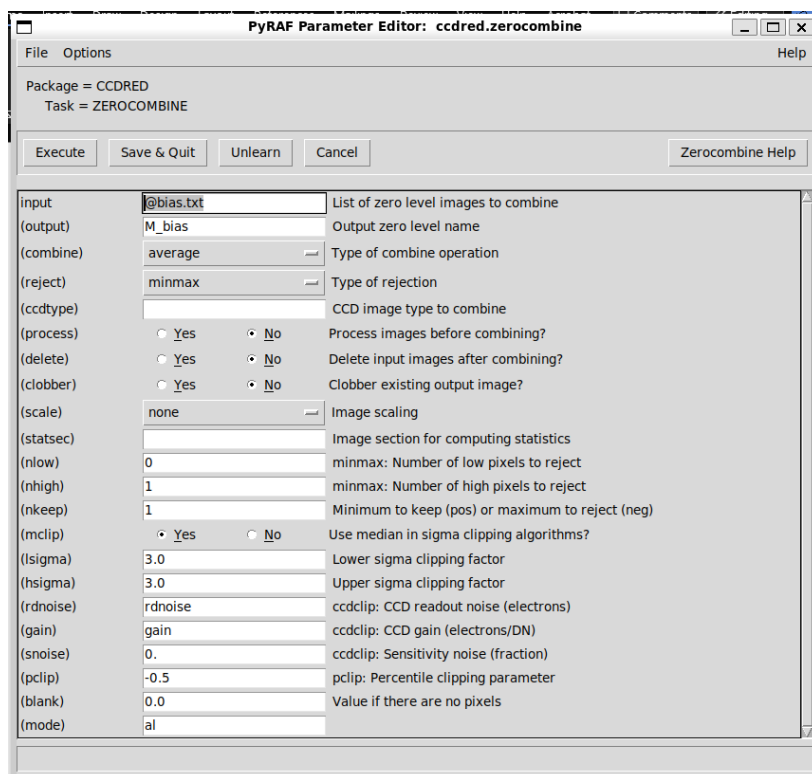 PyRAF Parameter Editor: ccdred.zerocombine
File Options Help
Package = CCDRED
Task = ZEROCOMBINE
Execute Save & Quit Unlearn Cancel Zerocombine Help
input @bias.txt List of zero level images to combine
(output) M_bias Output zero level name
(combine) average Type of combine operation
(reject) minmax Type of rejection
(ccdtype) CCD image type to combine
(process) Yes No Process images before combining?
(delete) Yes No Delete input images after combining?
(clobber) Yes No Clobber existing output image?
(scale) none Image scaling
(statsec) Image section for computing statistics
(nlow) 0 minmax: Number of low pixels to reject
(nhigh) 1 minmax: Number of high pixels to reject
(nkeep) 1 Minimum to keep (pos) or maximum to reject (neg)
(mclip) Yes No Use median in sigma clipping algorithms?
(lsigma) 3.0 Lower sigma clipping factor
(hsigma) 3.0 Upper sigma clipping factor
(rdnoise) rdnoise ccdclip: CCD readout noise (electrons)
(gain) gain ccdclip: CCD gain (electrons/DN)
(snoise) 0. ccdclip: Sensitivity noise (fraction)
(pclip) -0.5 pclip: Percentile clipping parameter
(blank) 0.0 Value if there are no pixels
(mode) al